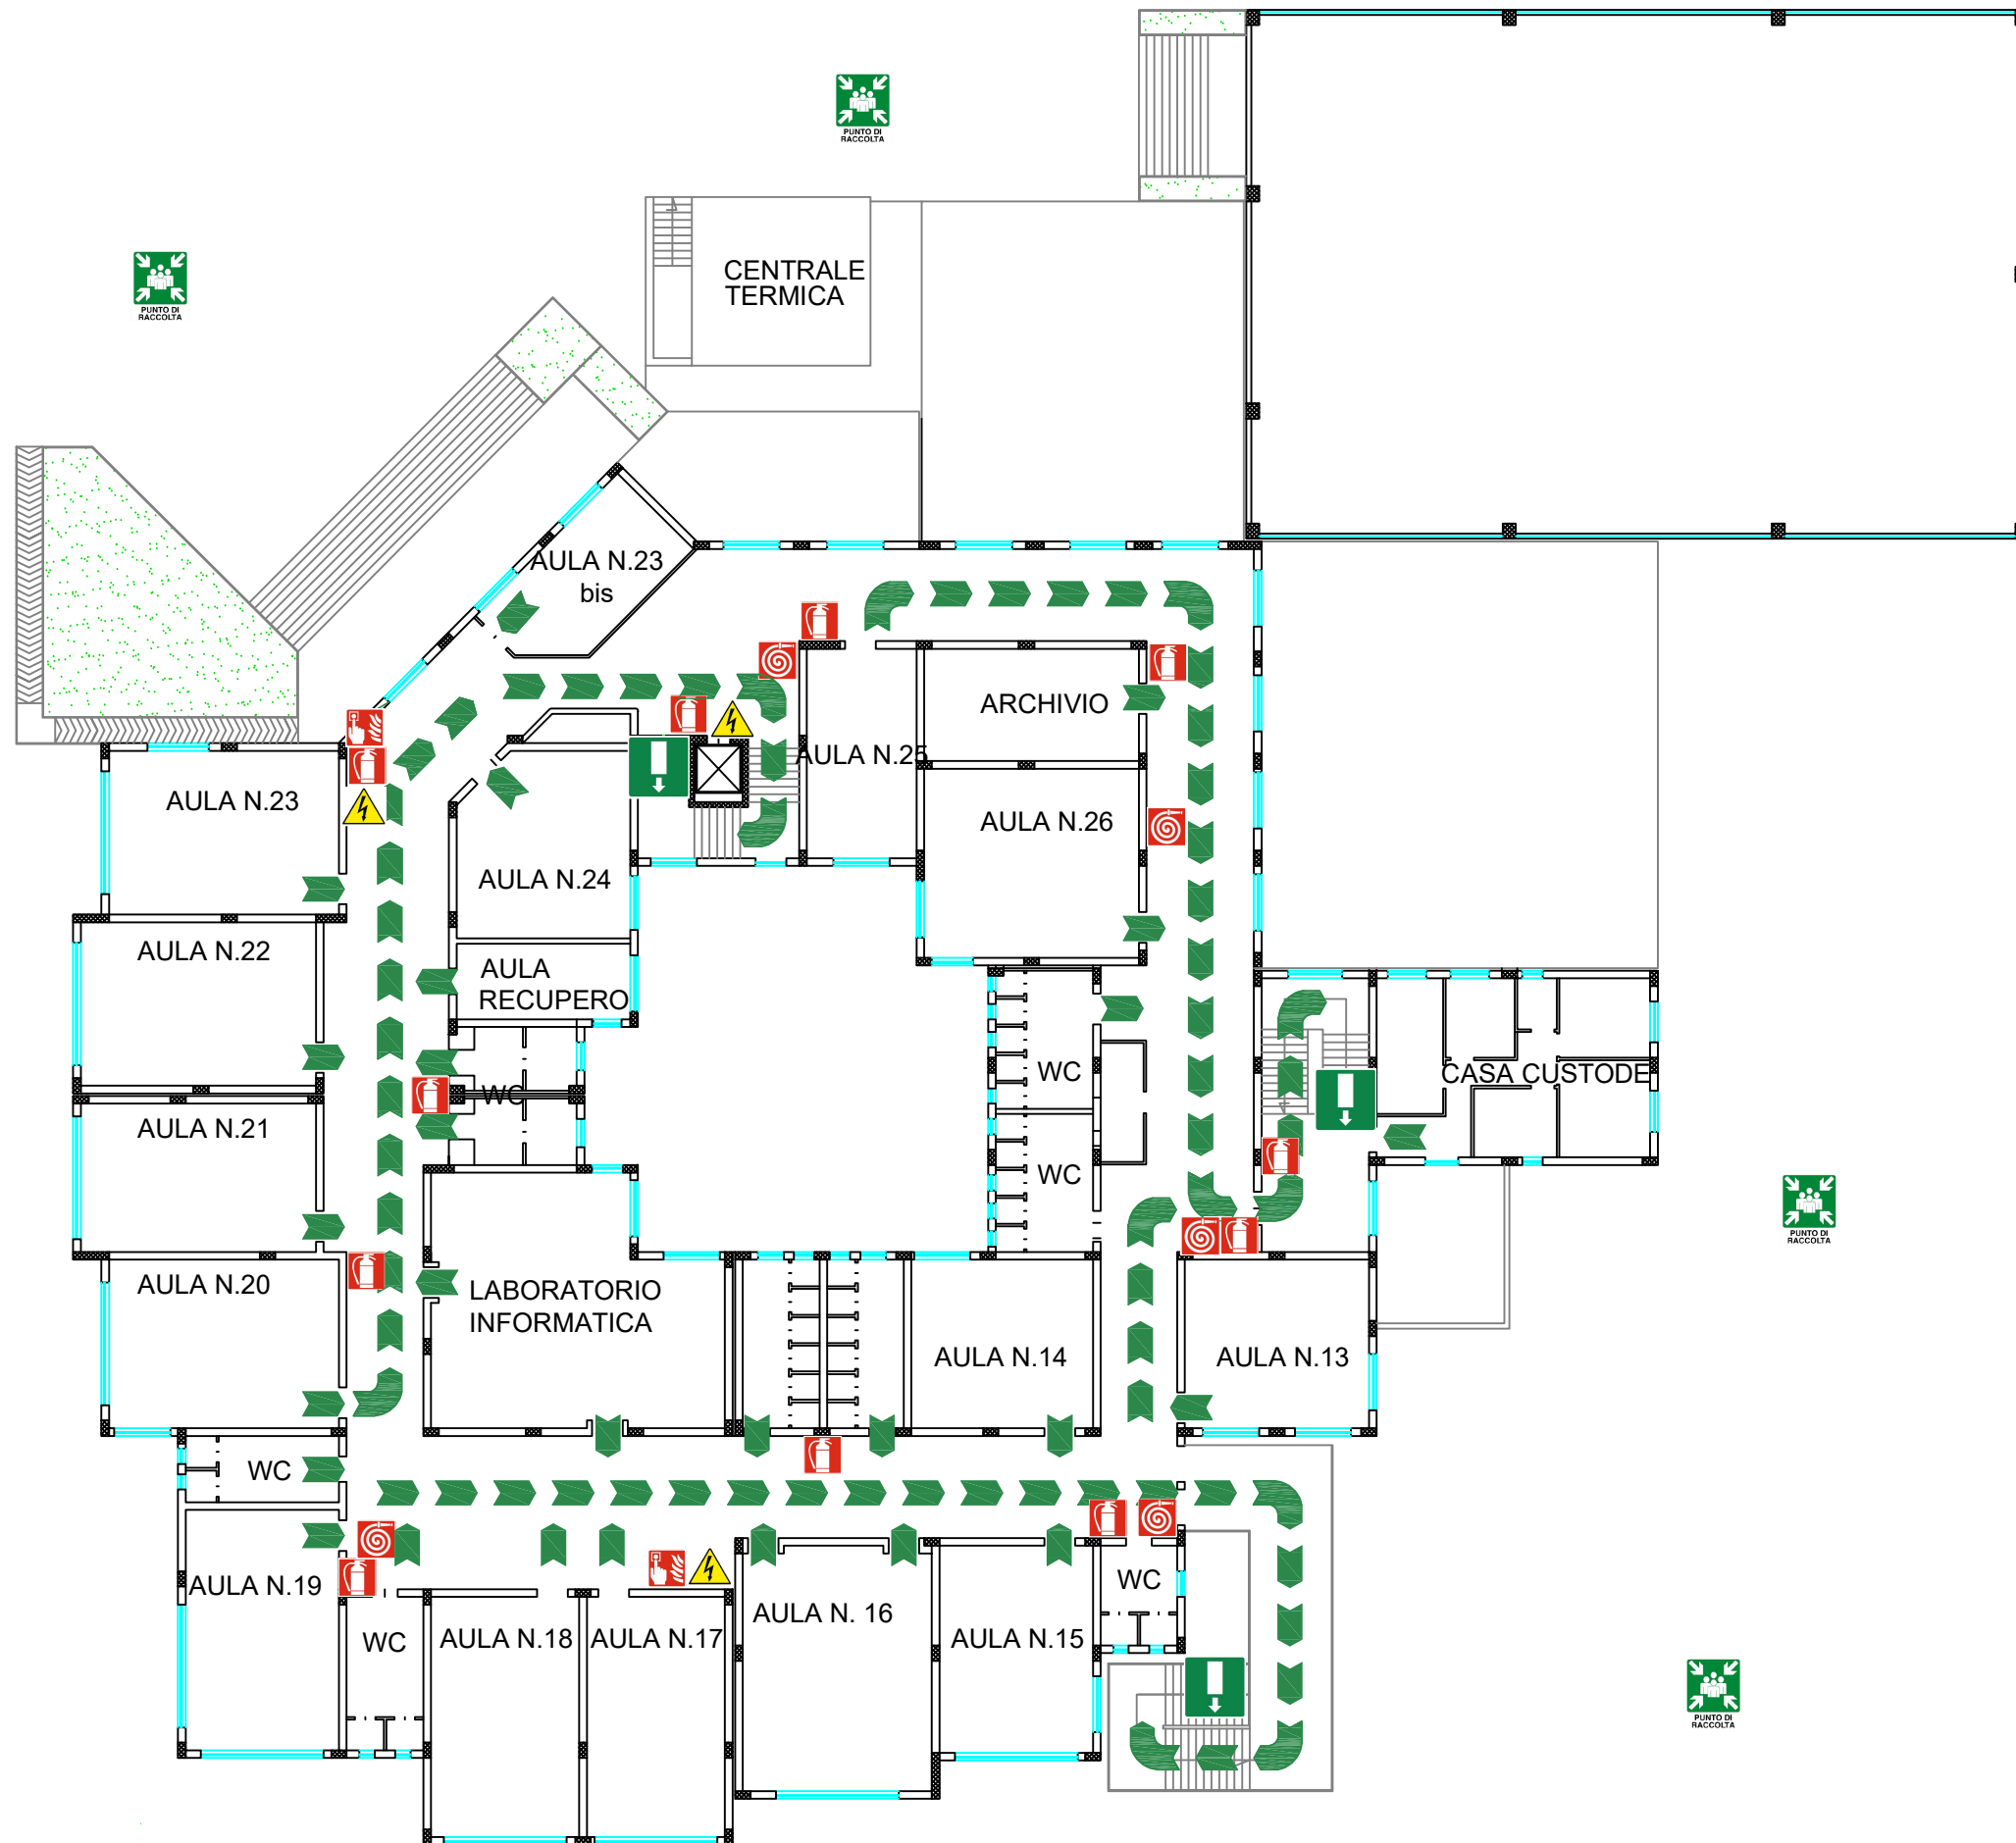 PUNTO DI
RACCOLTA
PUNTO DI
RACCOLTA
CENTRALE
TERMICA
AULA N.23
bis
ARCHIVIO
AULA N.25
AULA N.23
AULA N.26
AULA N.24
AULA N.22
AULA
RECUPERO
WC
CASA CUSTODE
WC
AULA N.21
WC
PUNTO DI
RACCOLTA
AULA N.20
LABORATORIO
INFORMATICA
AULA N.14
AULA N.13
WC
AULA N.19
WC
AULA N. 16
WC
AULA N.18
AULA N.17
AULA N.15
PUNTO DI
RACCOLTA